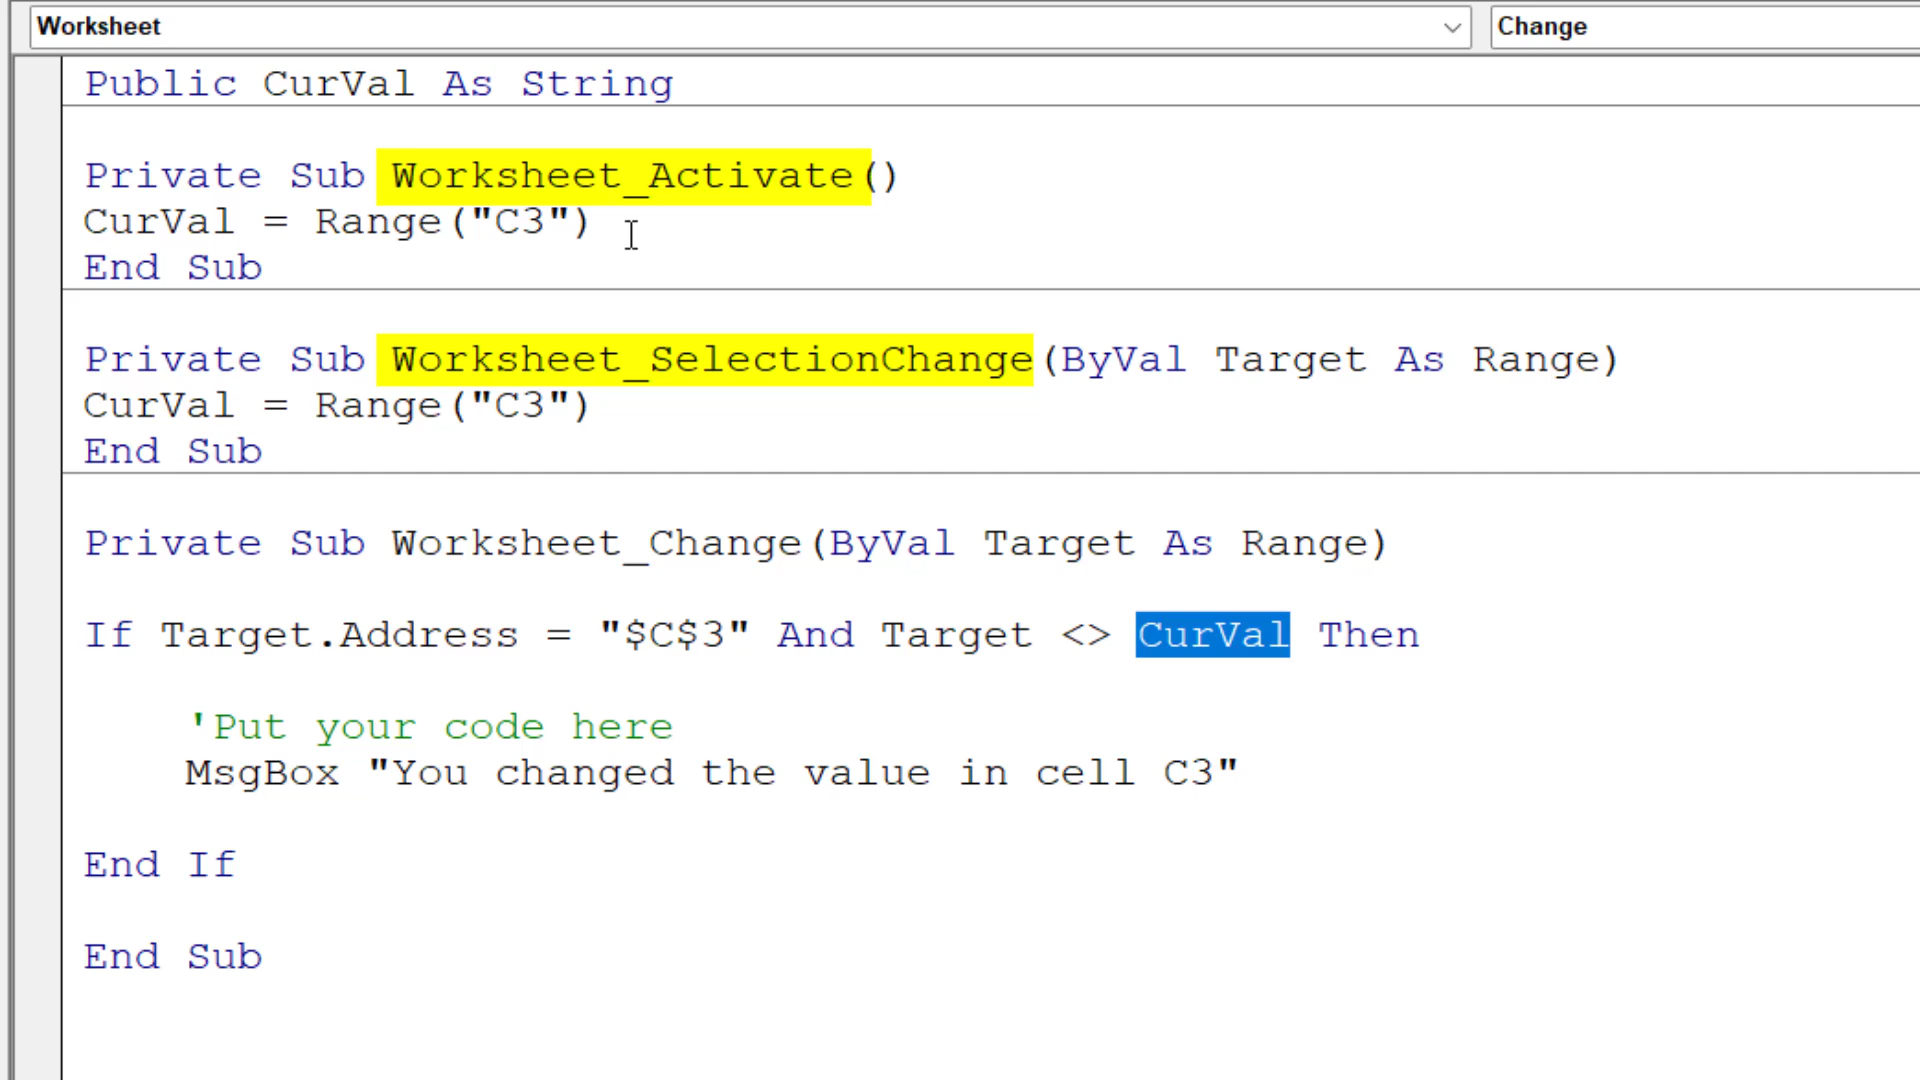 Worksheet Change
Public CurVal As String
Private Sub Worksheet_Activate()
CurVal = Range("C3")
End Sub
Private Sub Worksheet_SelectionChange(ByVal Target As Range)
CurVal = Range("C3")
End Sub
Private Sub Worksheet_Change(ByVal Target As Range)
If Target.Address = "$C$3" And Target <> CurVal Then
'Put your code here
MsgBox "You changed the value in cell C3"
End If
End Sub